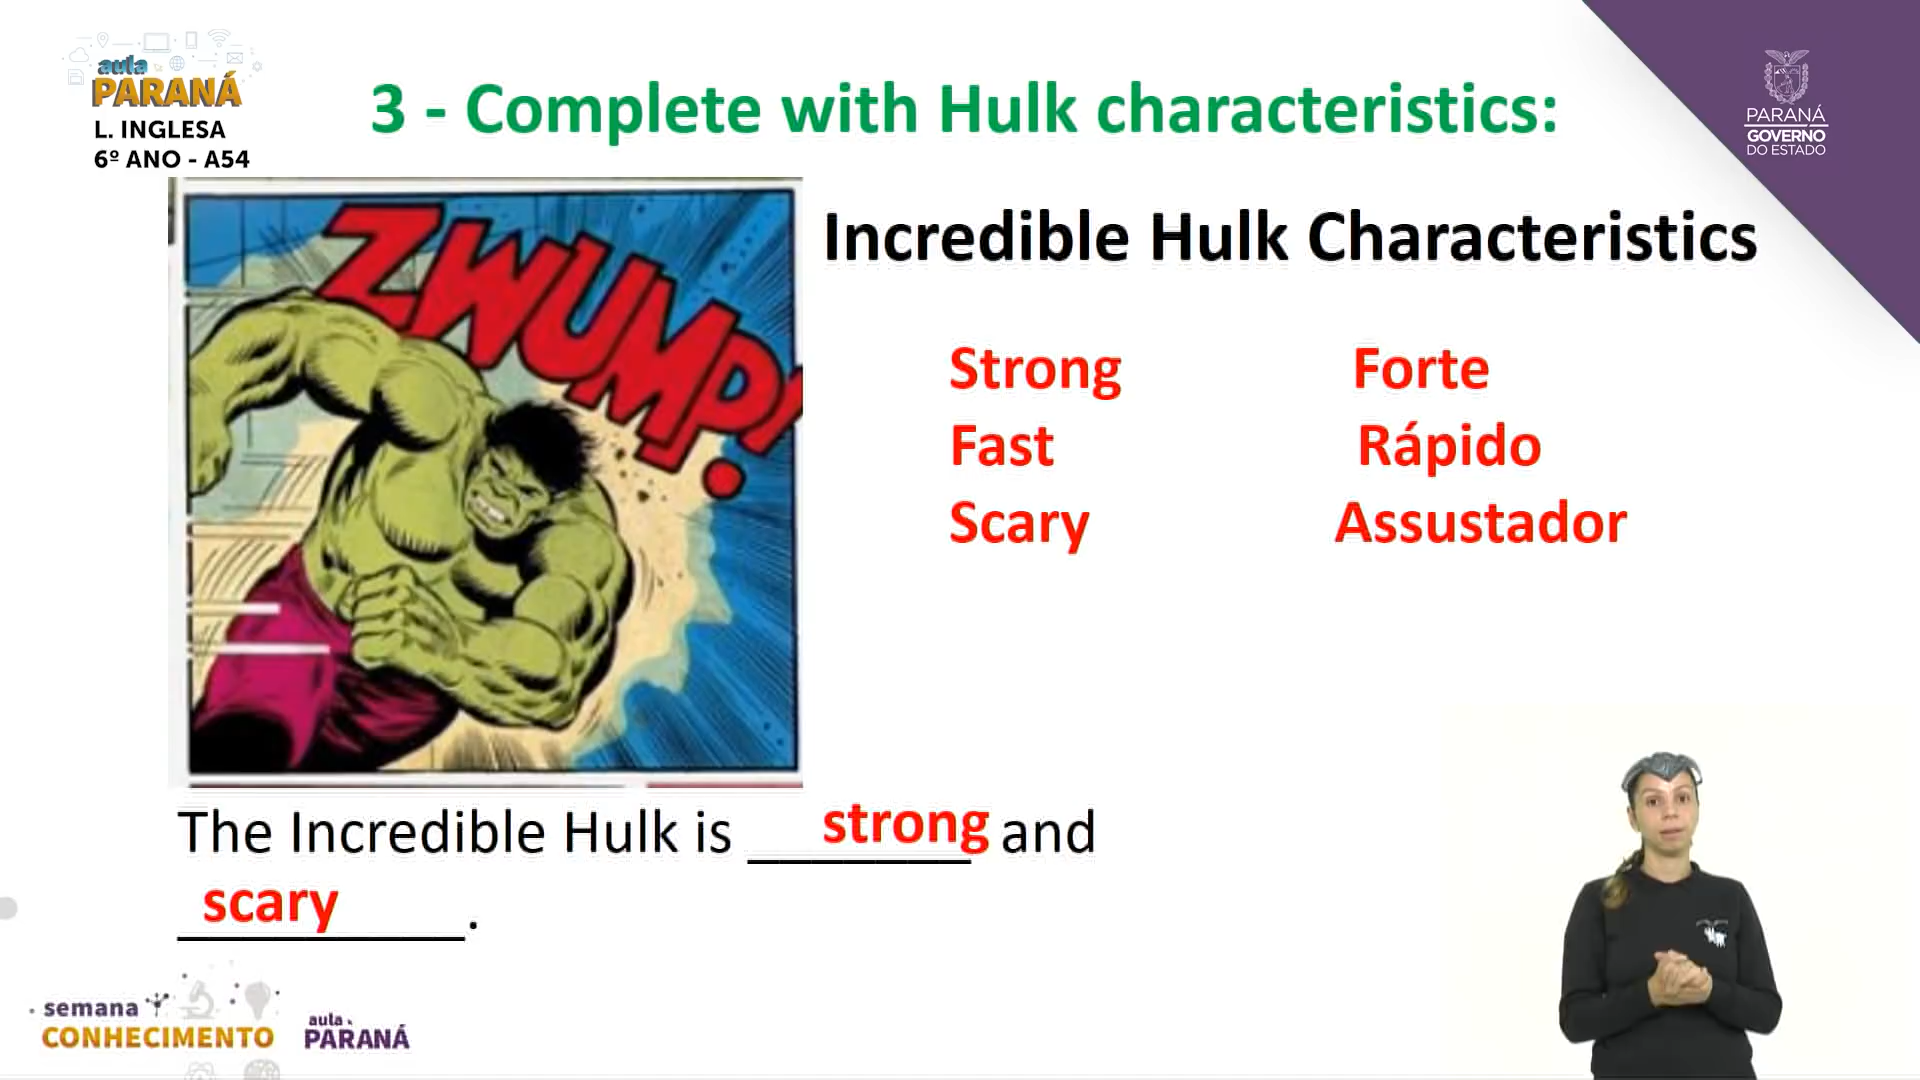 aula
PARANÁ
L. INGLESA
6º ANO - A54
3 - Complete with Hulk characteristics:
PARANÁ
GOVERNO
DO ESTADO
ZWUMP!
Incredible Hulk Characteristics
Strong Forte
Fast Rápido
Scary Assustador
The Incredible Hulk is strong and
scary.
semana
CONHECIMENTO
aula
PARANÁ